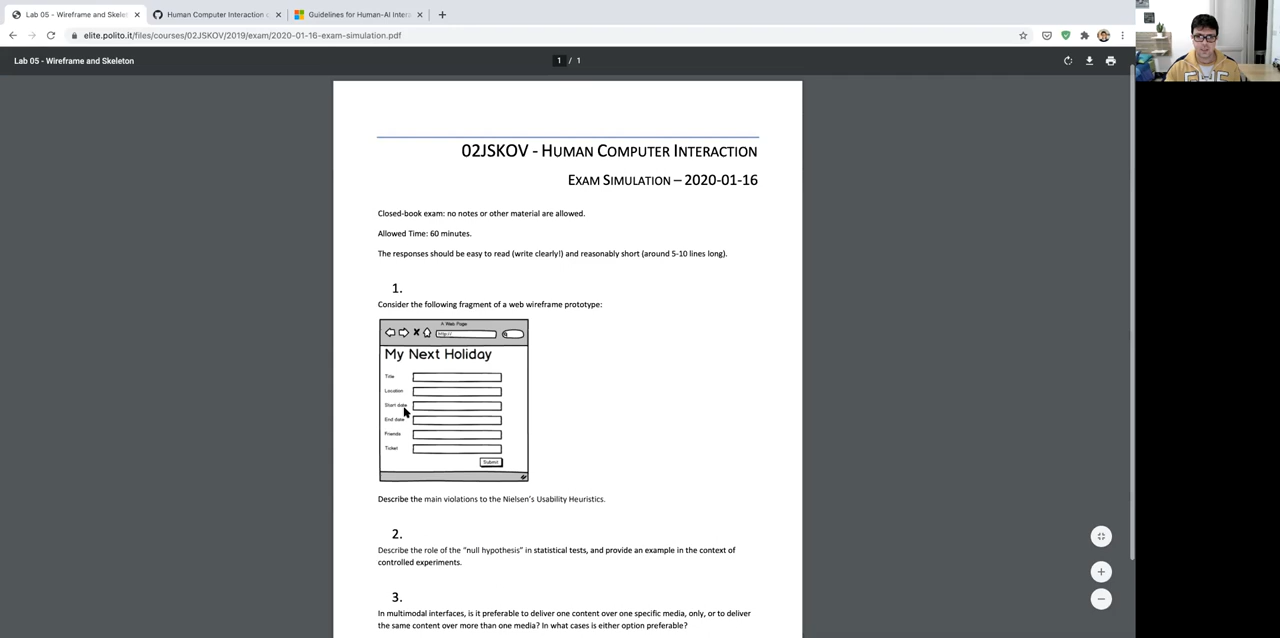 Lab 05 - Wireframe and Skelet
Human Computer Interaction
Guidelines for Human-AI Inter
elite.polito.it/files/courses/02JSKOV/2019/exam/2020-01-16-exam-simulation.pdf
Lab 05 - Wireframe and Skeleton
1 / 1
02JSKOV - HUMAN COMPUTER INTERACTION
EXAM SIMULATION – 2020-01-16
Closed-book exam: no notes or other material are allowed.
Allowed Time: 60 minutes.
The responses should be easy to read (write clearly!) and reasonably short (around 5-10 lines long).
1.
Consider the following fragment of a web wireframe prototype:
A Web Page
http://
My Next Holiday
Title
Location
Start date
End date
Friends
Ticket
Submit
Describe the main violations to the Nielsen's Usability Heuristics.
2.
Describe the role of the "null hypothesis" in statistical tests, and provide an example in the context of
controlled experiments.
3.
In multimodal interfaces, is it preferable to deliver one content over one specific media, only, or to deliver
the same content over more than one media? In what cases is either option preferable?